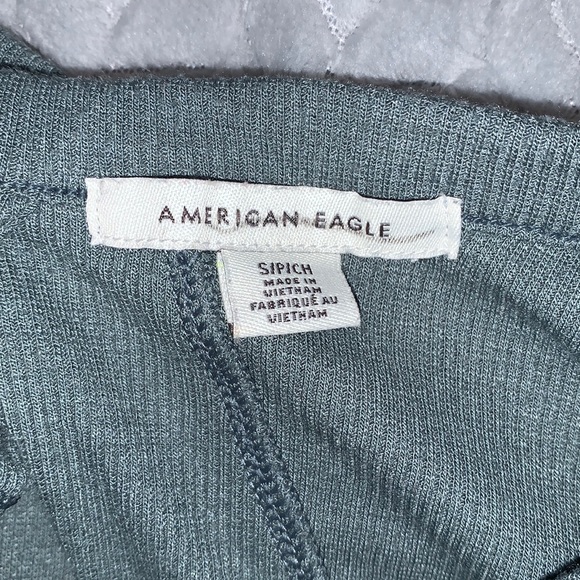 AMERICAN EAGLE
S/P/CH
MADE IN
VIETNAM
FABRIQUÉ AU
VIETNAM